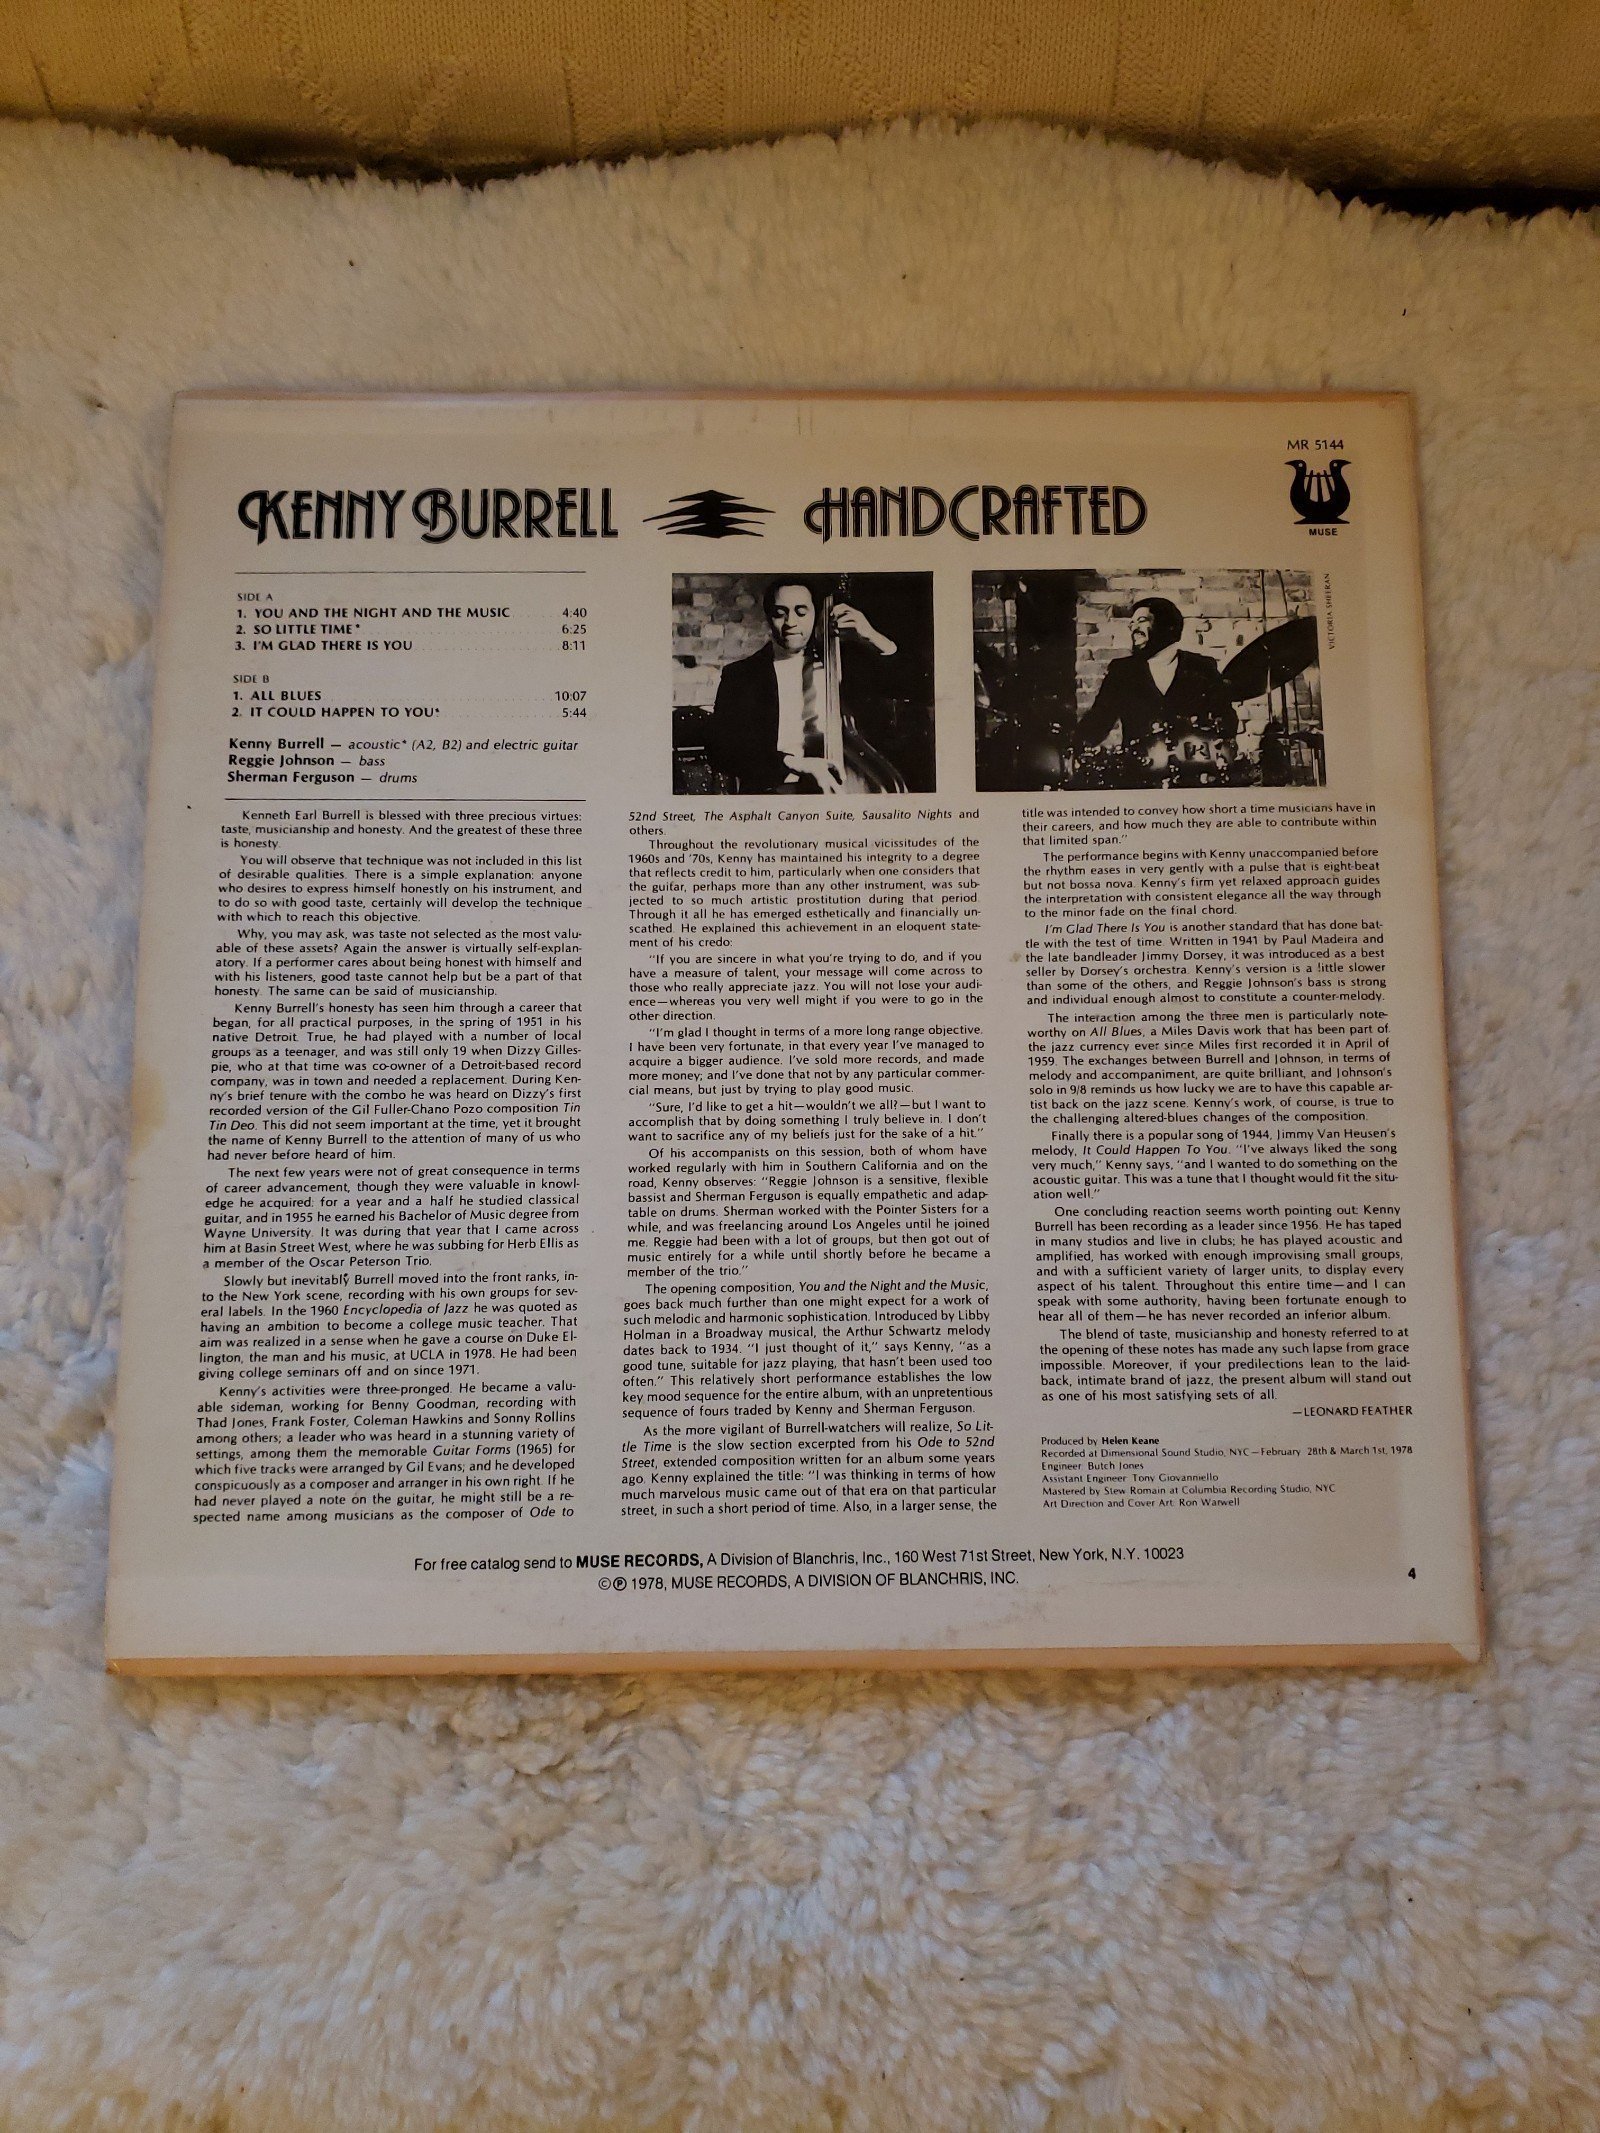 MR 5144
KENNY BURRELL HANDCRAFTED
MUSE
SIDE A
1. YOU AND THE NIGHT AND THE MUSIC 4:40
2. SO LITTLE TIME* 6:25
3. I'M GLAD THERE IS YOU 8:11
SIDE B
1. ALL BLUES 10:07
2. IT COULD HAPPEN TO YOU* 5:44
Kenny Burrell — acoustic* (A2, B2) and electric guitar
Reggie Johnson — bass
Sherman Ferguson — drums
VICTORIA SHEERAN
Kenneth Earl Burrell is blessed with three precious virtues:
taste, musicianship and honesty. And the greatest of these three
is honesty.
You will observe that technique was not included in this list
of desirable qualities. There is a simple explanation: anyone
who desires to express himself honestly on his instrument, and
to do so with good taste, certainly will develop the technique
with which to reach this objective.
Why, you may ask, was taste not selected as the most valu-
able of these assets? Again the answer is virtually self-explan-
atory. If a performer cares about being honest with himself and
with his listeners, good taste cannot help but be a part of that
honesty. The same can be said of musicianship.
Kenny Burrell's honesty has seen him through a career that
began, for all practical purposes, in the spring of 1951 in his
native Detroit. True, he had played with a number of local
groups as a teenager, and was still only 19 when Dizzy Gilles-
pie, who at that time was co-owner of a Detroit-based record
company, was in town and needed a replacement. During Ken-
ny's brief tenure with the combo he was heard on Dizzy's first
recorded version of the Gil Fuller-Chano Pozo composition Tin
Tin Deo. This did not seem important at the time, yet it brought
the name of Kenny Burrell to the attention of many of us who
had never before heard of him.
The next few years were not of great consequence in terms
of career advancement, though they were valuable in knowl-
edge he acquired: for a year and a half he studied classical
guitar, and in 1955 he earned his Bachelor of Music degree from
Wayne University. It was during that year that I came across
him at Basin Street West, where he was subbing for Herb Ellis as
a member of the Oscar Peterson Trio.
Slowly but inevitably Burrell moved into the front ranks, in-
to the New York scene, recording with his own groups for sev-
eral labels. In the 1960 Encyclopedia of Jazz he was quoted as
having an ambition to become a college music teacher. That
aim was realized in a sense when he gave a course on Duke El-
lington, the man and his music, at UCLA in 1978. He had been
giving college seminars off and on since 1971.
Kenny's activities were three-pronged. He became a valu-
able sideman, working for Benny Goodman, recording with
Thad Jones, Frank Foster, Coleman Hawkins and Sonny Rollins
among others; a leader who was heard in a stunning variety of
settings, among them the memorable Guitar Forms (1965) for
which five tracks were arranged by Gil Evans; and he developed
conspicuously as a composer and arranger in his own right. If he
had never played a note on the guitar, he might still be a re-
spected name among musicians as the composer of Ode to
52nd Street, The Asphalt Canyon Suite, Sausalito Nights and
others.
Throughout the revolutionary musical vicissitudes of the
1960s and '70s, Kenny has maintained his integrity to a degree
that reflects credit to him, particularly when one considers that
the guitar, perhaps more than any other instrument, was sub-
jected to so much artistic prostitution during that period.
Through it all he has emerged esthetically and financially un-
scathed. He explained this achievement in an eloquent state-
ment of his credo:
"If you are sincere in what you're trying to do, and if you
have a measure of talent, your message will come across to
those who really appreciate jazz. You will not lose your audi-
ence—whereas you very well might if you were to go in the
other direction.
"I'm glad I thought in terms of a more long range objective.
I have been very fortunate, in that every year I've managed to
acquire a bigger audience. I've sold more records, and made
more money; and I've done that not by any particular commer-
cial means, but just by trying to play good music.
"Sure, I'd like to get a hit—wouldn't we all?—but I want to
accomplish that by doing something I truly believe in. I don't
want to sacrifice any of my beliefs just for the sake of a hit."
Of his accompanists on this session, both of whom have
worked regularly with him in Southern California and on the
road, Kenny observes: "Reggie Johnson is a sensitive, flexible
bassist and Sherman Ferguson is equally empathetic and adap-
table on drums. Sherman worked with the Pointer Sisters for a
while, and was freelancing around Los Angeles until he joined
me. Reggie had been with a lot of groups, but then got out of
music entirely for a while until shortly before he became a
member of the trio."
The opening composition, You and the Night and the Music,
goes back much further than one might expect for a work of
such melodic and harmonic sophistication. Introduced by Libby
Holman in a Broadway musical, the Arthur Schwartz melody
dates back to 1934. "I just thought of it," says Kenny, "as a
good tune, suitable for jazz playing, that hasn't been used too
often." This relatively short performance establishes the low
key mood sequence for the entire album, with an unpretentious
sequence of fours traded by Kenny and Sherman Ferguson.
As the more vigilant of Burrell-watchers will realize, So Lit-
tle Time is the slow section excerpted from his Ode to 52nd
Street, extended composition written for an album some years
ago. Kenny explained the title: "I was thinking in terms of how
much marvelous music came out of that era on that particular
street, in such a short period of time. Also, in a larger sense, the
title was intended to convey how short a time musicians have in
their careers, and how much they are able to contribute within
that limited span."
The performance begins with Kenny unaccompanied before
the rhythm eases in very gently with a pulse that is eight-beat
but not bossa nova. Kenny's firm yet relaxed approach guides
the interpretation with consistent elegance all the way through
to the minor fade on the final chord.
I'm Glad There Is You is another standard that has done bat-
tle with the test of time. Written in 1941 by Paul Madeira and
the late bandleader Jimmy Dorsey, it was introduced as a best
seller by Dorsey's orchestra. Kenny's version is a little slower
than some of the others, and Reggie Johnson's bass is strong
and individual enough almost to constitute a counter-melody.
The interaction among the three men is particularly note-
worthy on All Blues, a Miles Davis work that has been part of
the jazz currency ever since Miles first recorded it in April of
1959. The exchanges between Burrell and Johnson, in terms of
melody and accompaniment, are quite brilliant, and Johnson's
solo in 9/8 reminds us how lucky we are to have this capable ar-
tist back on the jazz scene. Kenny's work, of course, is true to
the challenging altered-blues changes of the composition.
Finally there is a popular song of 1944, Jimmy Van Heusen's
melody, It Could Happen To You. "I've always liked the song
very much," Kenny says, "and I wanted to do something on the
acoustic guitar. This was a tune that I thought would fit the situ-
ation well."
One concluding reaction seems worth pointing out: Kenny
Burrell has been recording as a leader since 1956. He has taped
in many studios and live in clubs; he has played acoustic and
amplified, has worked with enough improvising small groups,
and with a sufficient variety of larger units, to display every
aspect of his talent. Throughout this entire time—and I can
speak with some authority, having been fortunate enough to
hear all of them—he has never recorded an inferior album.
The blend of taste, musicianship and honesty referred to at
the opening of these notes has made any such lapse from grace
impossible. Moreover, if your predilections lean to the laid-
back, intimate brand of jazz, the present album will stand out
as one of his most satisfying sets of all.
—LEONARD FEATHER
Produced by Helen Keane
Recorded at Dimensional Sound Studio, NYC—February 28th & March 1st, 1978
Engineer: Butch Jones
Assistant Engineer: Tony Giovanniello
Mastered by Stew Romain at Columbia Recording Studio, NYC
Art Direction and Cover Art: Ron Warwell
For free catalog send to MUSE RECORDS, A Division of Blanchris, Inc., 160 West 71st Street, New York, N.Y. 10023
©℗ 1978, MUSE RECORDS, A DIVISION OF BLANCHRIS, INC.
4